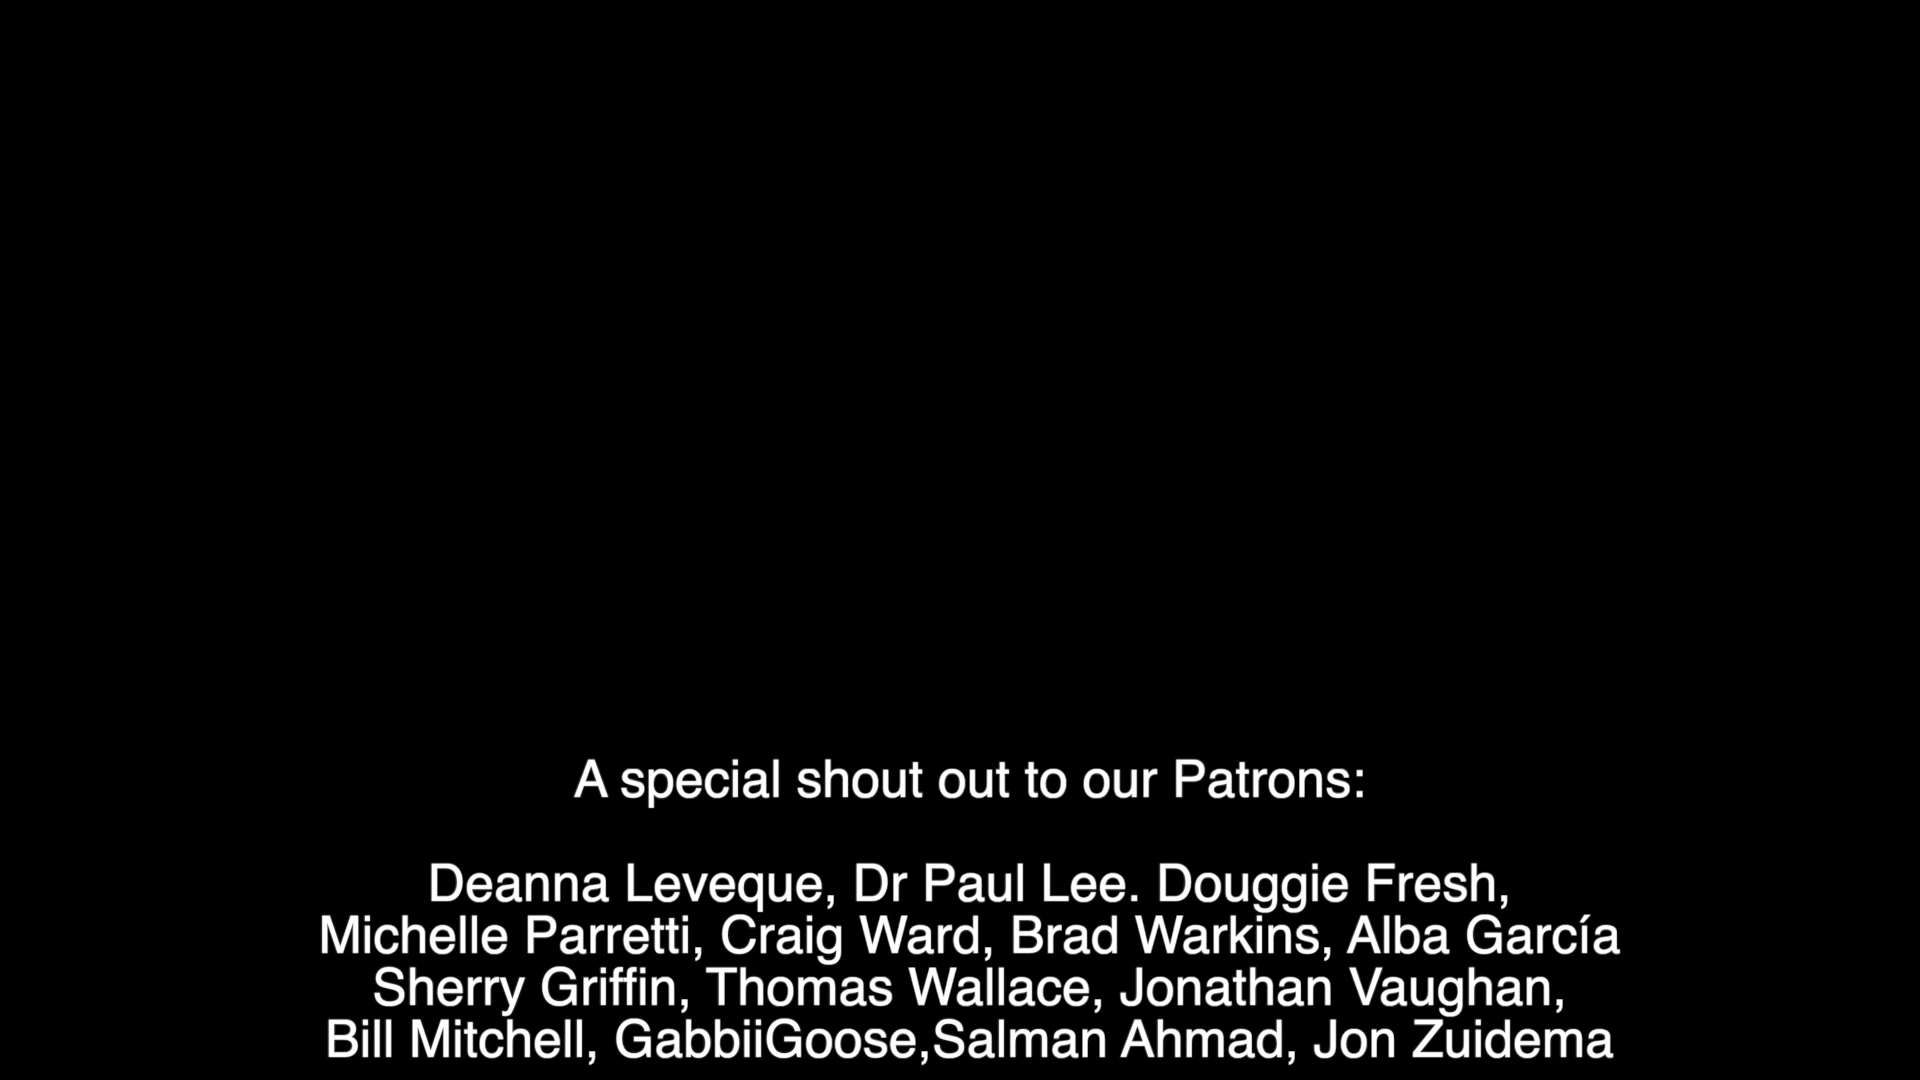 A special shout out to our Patrons:
Deanna Leveque, Dr Paul Lee. Douggie Fresh,
Michelle Parretti, Craig Ward, Brad Warkins, Alba García
Sherry Griffin, Thomas Wallace, Jonathan Vaughan,
Bill Mitchell, GabbiiGoose,Salman Ahmad, Jon Zuidema